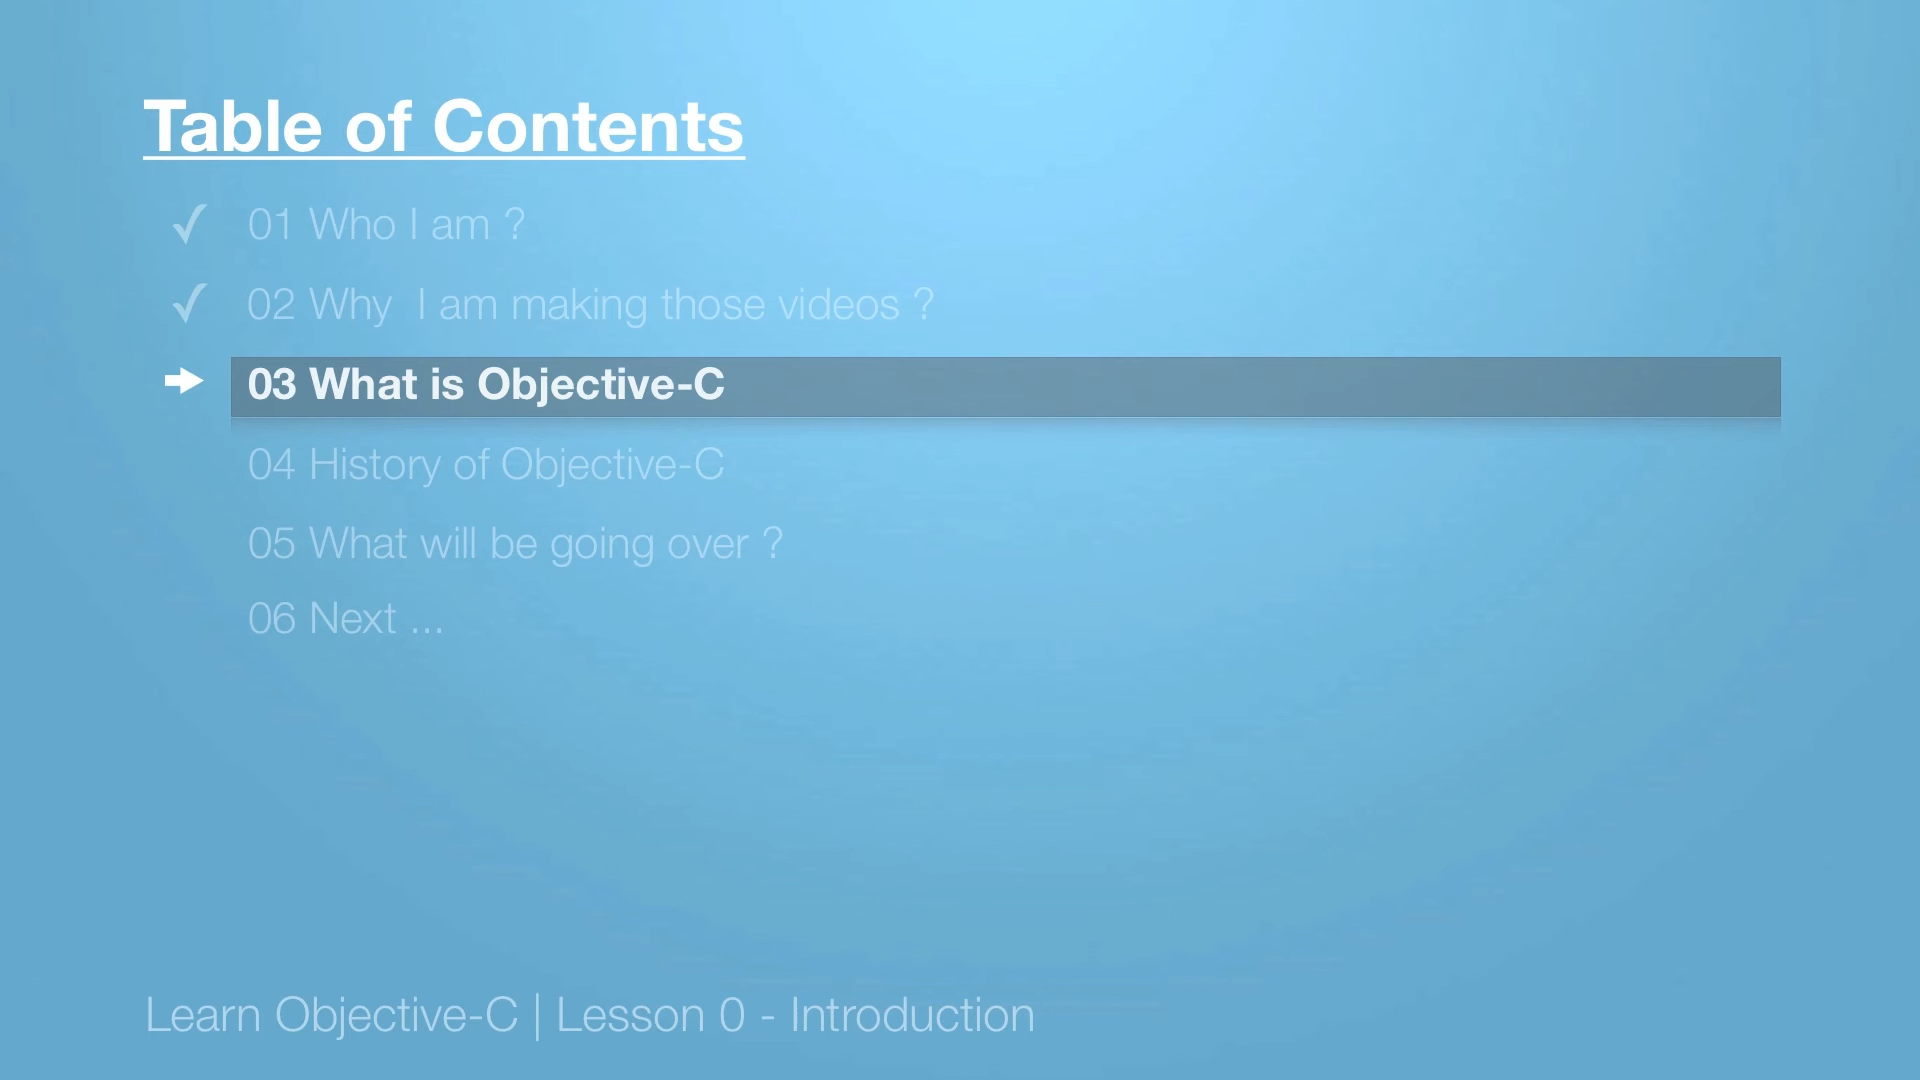 Table of Contents
01 Who I am ?
02 Why  I am making those videos ?
03 What is Objective-C
04 History of Objective-C
05 What will be going over ?
06 Next ...
Learn Objective-C | Lesson 0 - Introduction